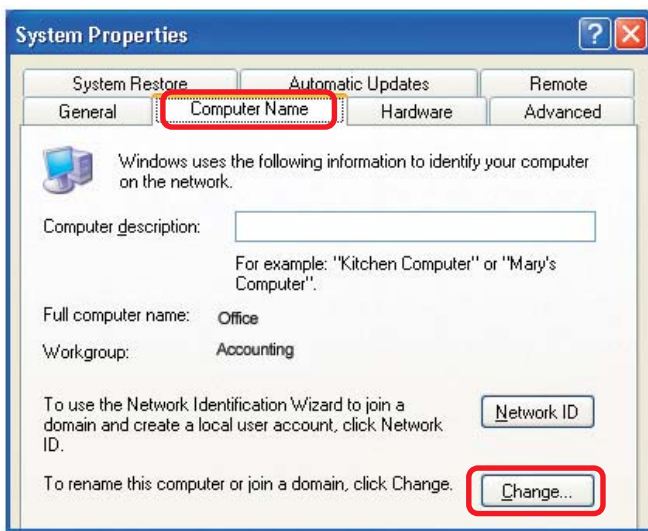 System Properties
System Restore Automatic Updates Remote
General Computer Name Hardware Advanced
Windows uses the following information to identify your computer
on the network.
Computer description:
For example: "Kitchen Computer" or "Mary's
Computer".
Full computer name: Office
Workgroup: Accounting
To use the Network Identification Wizard to join a
domain and create a local user account, click Network
ID.
Network ID
To rename this computer or join a domain, click Change.
Change...